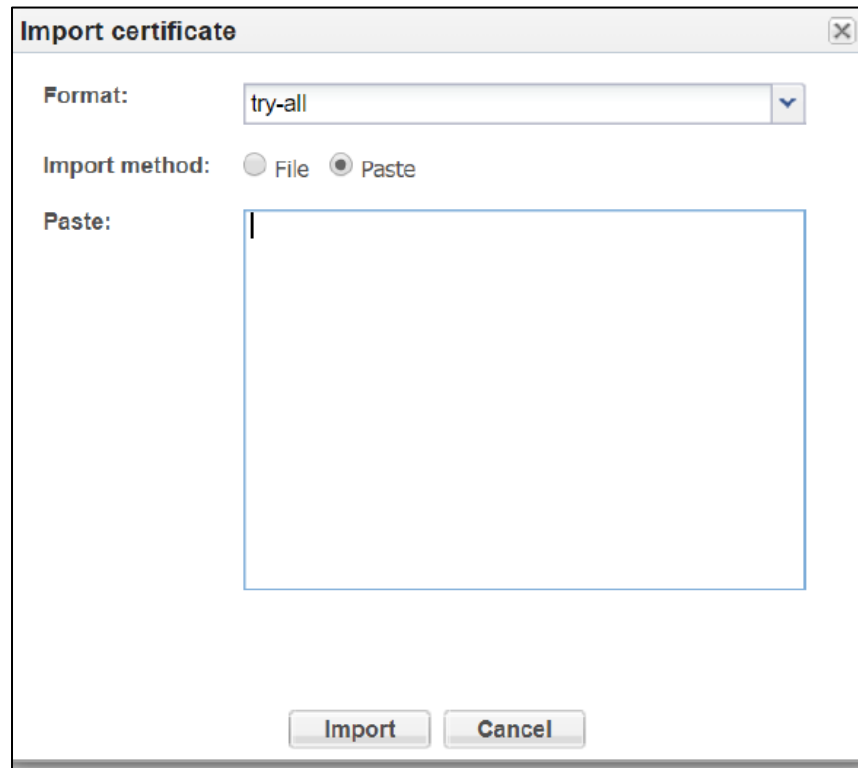 Import certificate
Format: try-all
Import method: File Paste
Paste:
Import Cancel